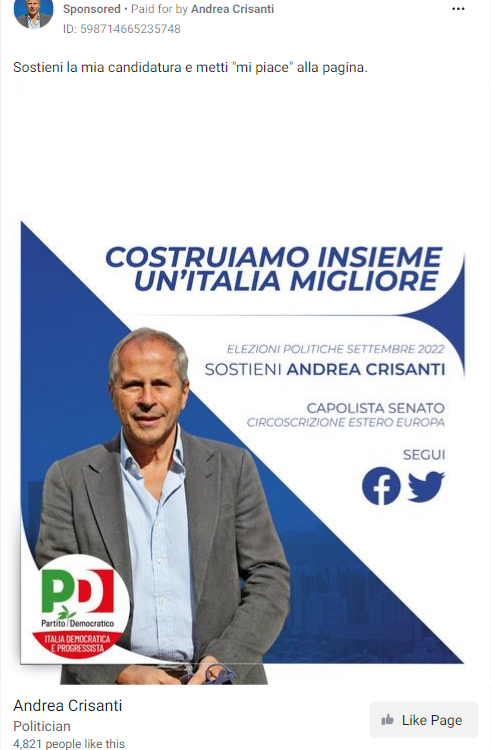 Sponsored • Paid for by Andrea Crisanti
ID: 598714665235748
Sostieni la mia candidatura e metti "mi piace" alla pagina.
COSTRUIAMO INSIEME
UN'ITALIA MIGLIORE
ELEZIONI POLITICHE SETTEMBRE 2022
SOSTIENI ANDREA CRISANTI
CAPOLISTA SENATO
CIRCOSCRIZIONE ESTERO EUROPA
SEGUI
PD
Partito Democratico
ITALIA DEMOCRATICA
E PROGRESSISTA
Andrea Crisanti
Politician
4,821 people like this
Like Page